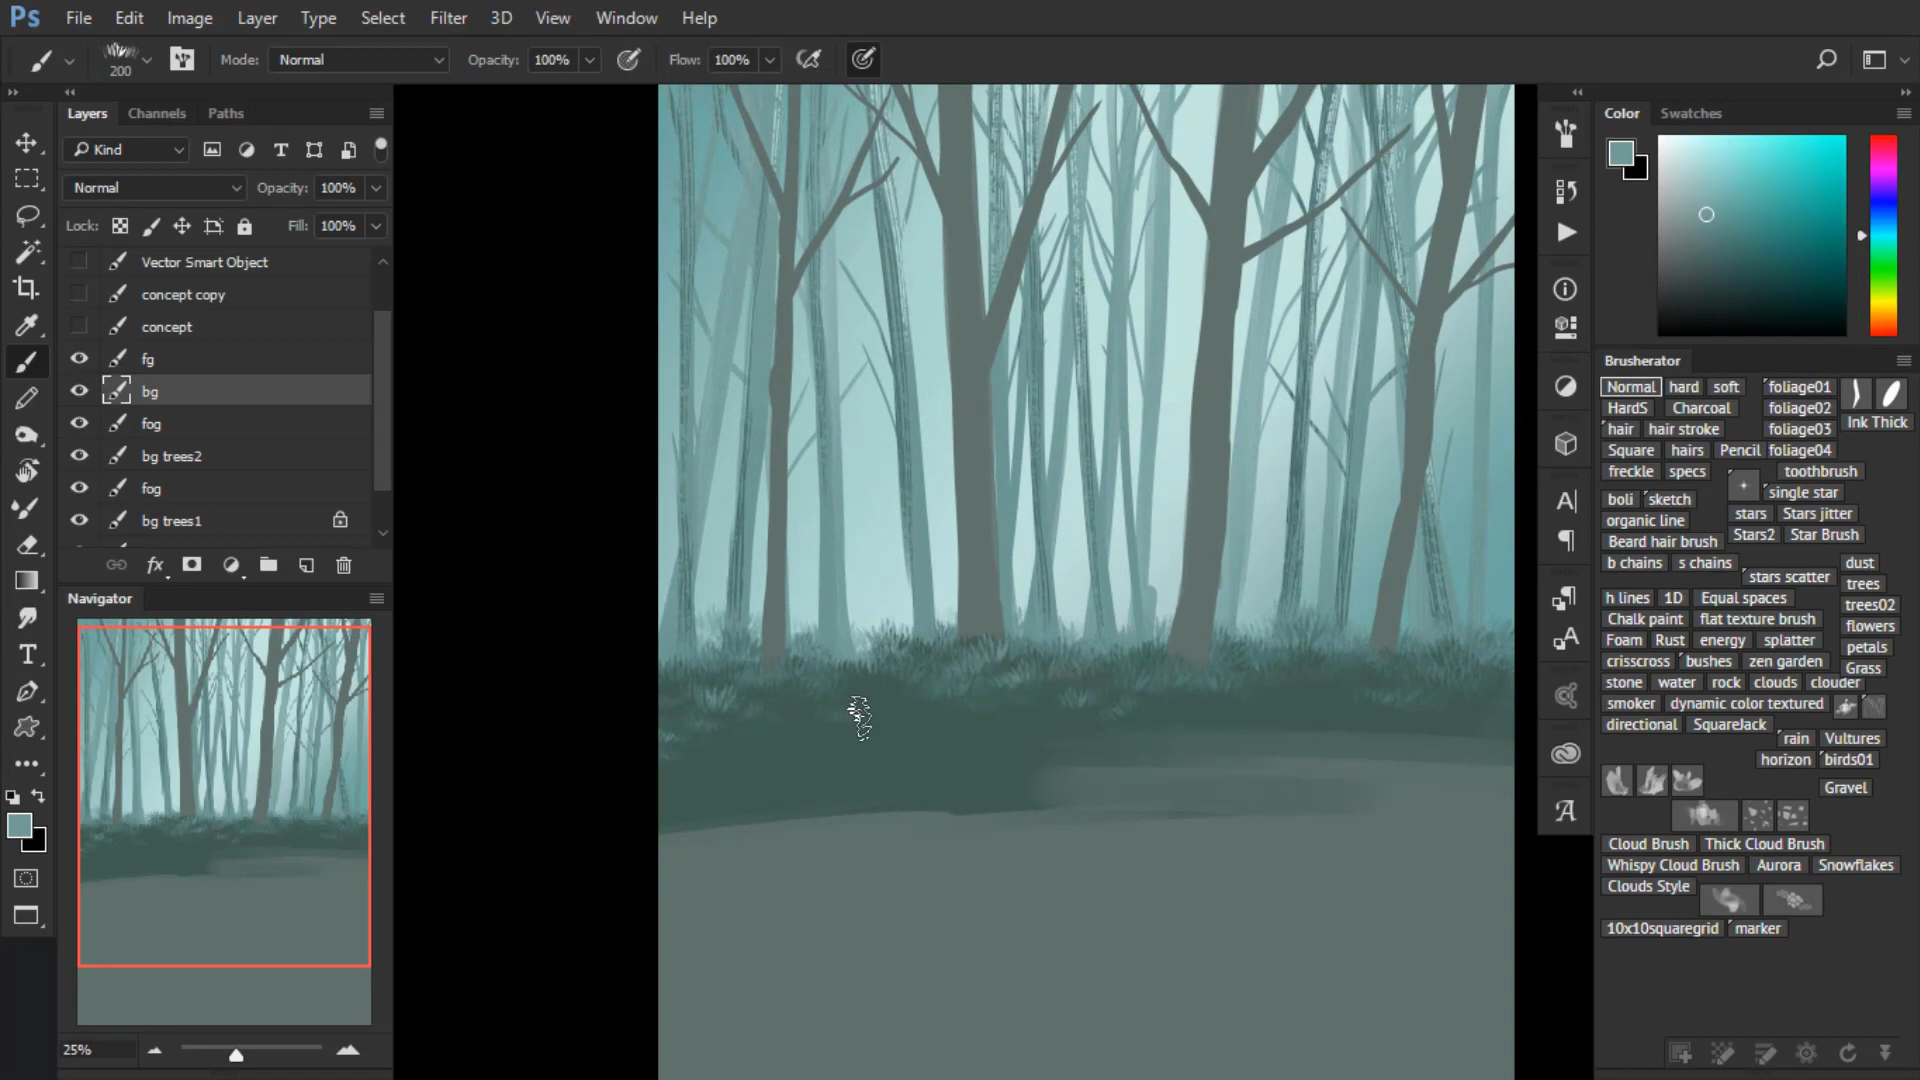 Ps File Edit Image Layer Type Select Filter 3D View Window Help
200 Mode: Normal Opacity: 100% Flow: 100%
Layers Channels Paths
Kind
Normal Opacity: 100%
Lock: Fill: 100%
Vector Smart Object
concept copy
concept
fg
bg
fog
bg trees2
fog
bg trees1
fx
Navigator
25%
Color Swatches
Brusherator
Normal hard soft foliage01
HardS Charcoal foliage02
Ink Thick
hair hair stroke foliage03
Square hairs Pencil foliage04
freckle specs toothbrush
boli sketch single star
organic line stars Stars jitter
Beard hair brush Stars2 Star Brush
b chains s chains dust
stars scatter trees
h lines 1D Equal spaces trees02
Chalk paint flat texture brush flowers
Foam Rust energy splatter petals
crisscross bushes zen garden Grass
stone water rock clouds clouder
smoker dynamic color textured
directional SquareJack
rain Vultures
horizon birds01
Gravel
Cloud Brush Thick Cloud Brush
Whispy Cloud Brush Aurora Snowflakes
Clouds Style
10x10squaregrid marker